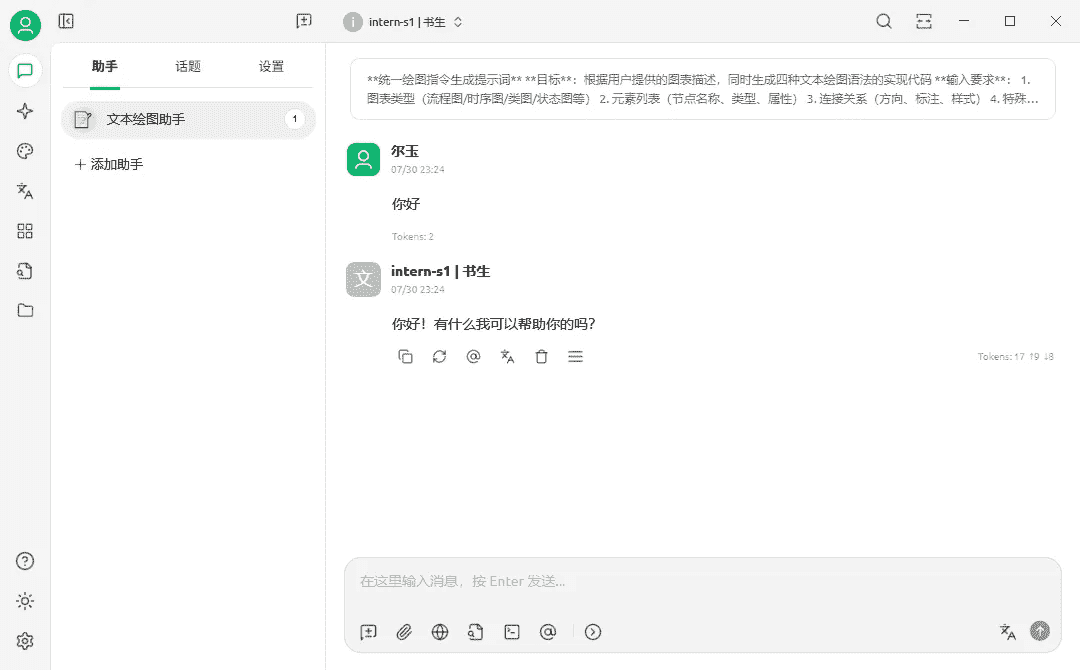 intern-s1 | 书生
助手
话题
设置
文本绘图助手
1
添加助手
**统一绘图指令生成提示词** **目标**：根据用户提供的图表描述，同时生成四种文本绘图语法的实现代码 **输入要求**： 1.
图表类型（流程图/时序图/类图/状态图等） 2. 元素列表（节点名称、类型、属性） 3. 连接关系（方向、标注、样式） 4. 特殊...
尔玉
07/30 23:24
你好
Tokens: 2
文
intern-s1 | 书生
07/30 23:24
你好！有什么我可以帮助你的吗？
Tokens: 17 ↑9 ↓8
在这里输入消息，按 Enter 发送...